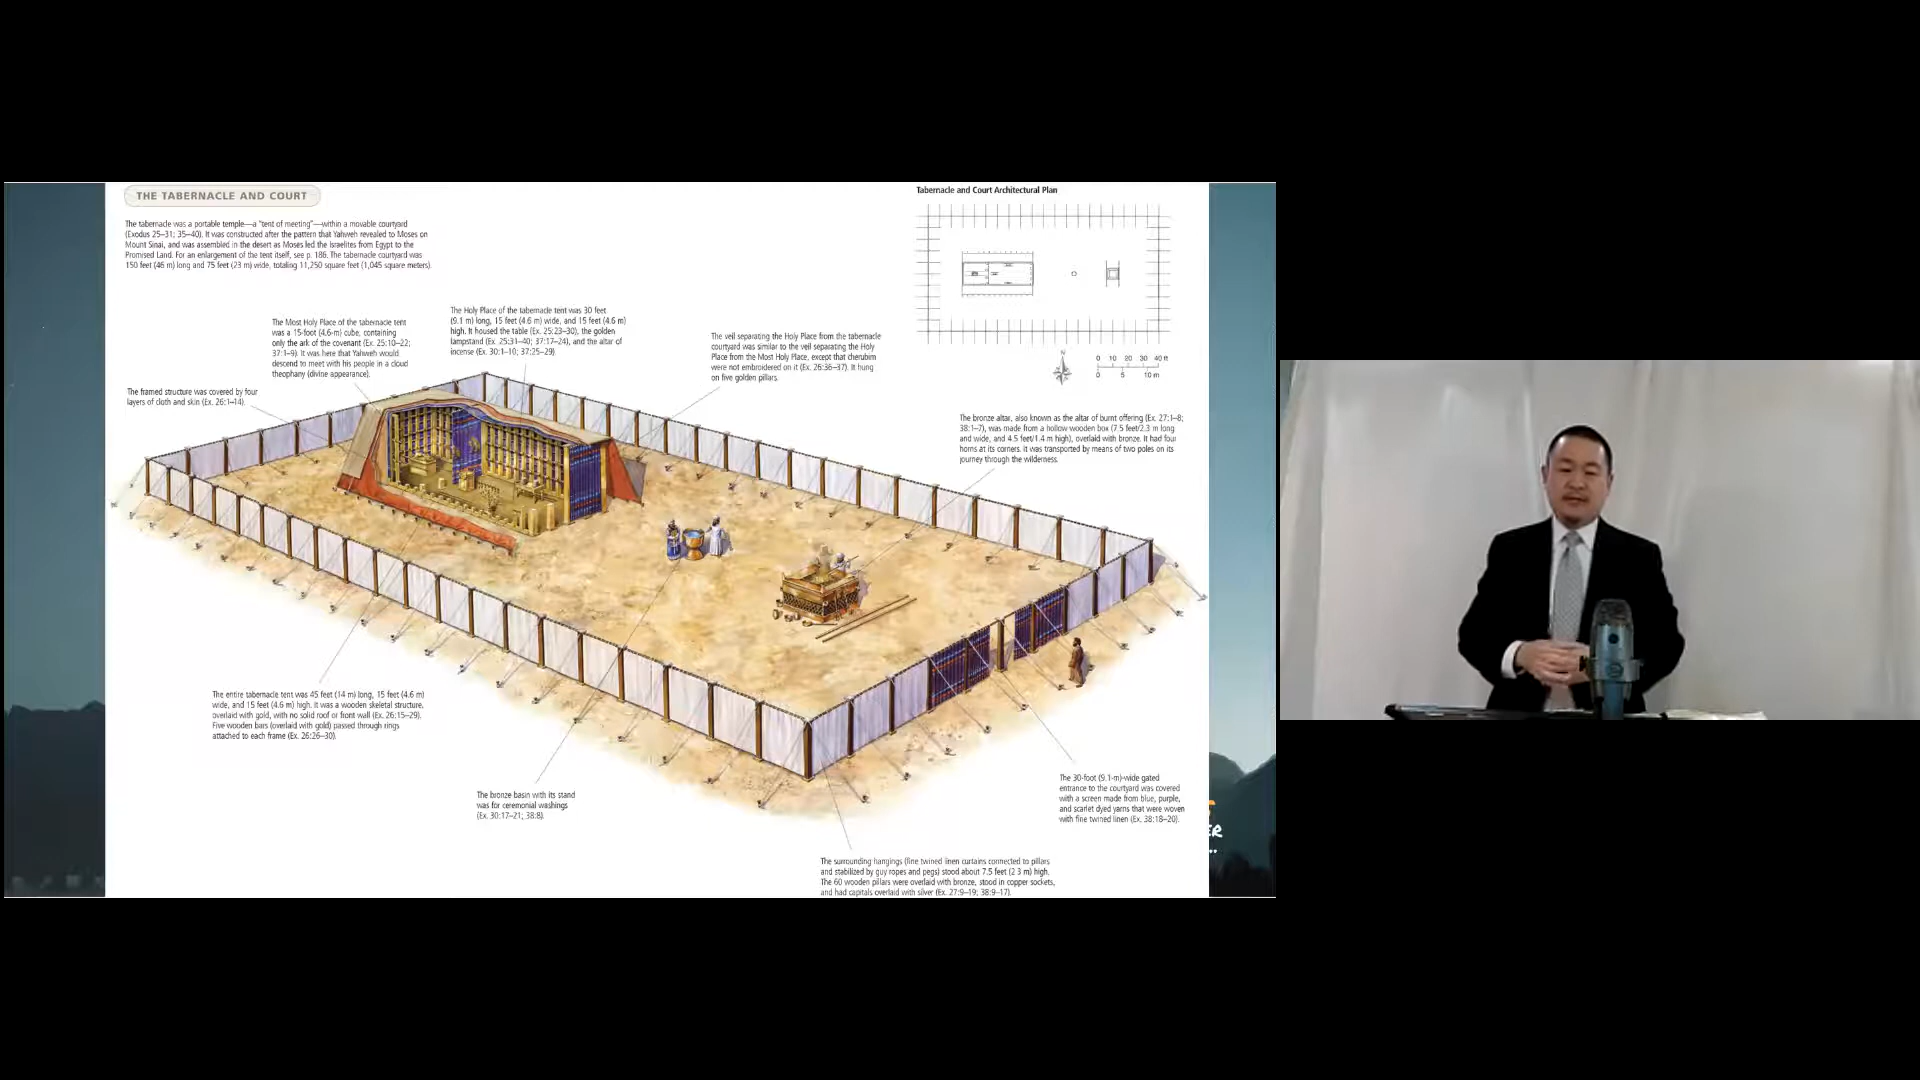 THE TABERNACLE AND COURT
The tabernacle was a portable temple—a "tent of meeting"—within a movable courtyard
(Exodus 25–31; 35–40). It was constructed after the pattern that Yahweh revealed to Moses on
Mount Sinai, and was assembled in the desert as Moses led the Israelites from Egypt to the
Promised Land. For an enlargement of the tent itself, see p. 186. The tabernacle courtyard was
150 feet (46 m) long and 75 feet (23 m) wide, totaling 11,250 square feet (1,045 square meters).
Tabernacle and Court Architectural Plan
N
0 10 20 30 40 ft
0 5 10 m
The Most Holy Place of the tabernacle tent
was a 15-foot (4.6-m) cube, containing
only the ark of the covenant (Ex. 25:10–22;
37:1–9). It was here that Yahweh would
descend to meet with his people in a cloud
theophany (divine appearance).
The Holy Place of the tabernacle tent was 30 feet
(9.1 m) long, 15 feet (4.6 m) wide, and 15 feet (4.6 m)
high. It housed the table (Ex. 25:23–30), the golden
lampstand (Ex. 25:31–40; 37:17–24), and the altar of
incense (Ex. 30:1–10; 37:25–29).
The veil separating the Holy Place from the tabernacle
courtyard was similar to the veil separating the Holy
Place from the Most Holy Place, except that cherubim
were not embroidered on it (Ex. 26:36–37). It hung
on five golden pillars.
The framed structure was covered by four
layers of cloth and skin (Ex. 26:1–14).
The bronze altar, also known as the altar of burnt offering (Ex. 27:1–8;
38:1–7), was made from a hollow wooden box (7.5 feet/2.3 m long
and wide, and 4.5 feet/1.4 m high), overlaid with bronze. It had four
horns at its corners. It was transported by means of two poles on its
journey through the wilderness.
The entire tabernacle tent was 45 feet (14 m) long, 15 feet (4.6 m)
wide, and 15 feet (4.6 m) high. It was a wooden skeletal structure,
overlaid with gold, with no solid roof or front wall (Ex. 26:15–29).
Five wooden bars (overlaid with gold) passed through rings
attached to each frame (Ex. 26:26–30).
The bronze basin with its stand
was for ceremonial washings
(Ex. 30:17–21; 38:8).
The 30-foot (9.1-m)-wide gated
entrance to the courtyard was covered
with a screen made from blue, purple,
and scarlet dyed yarns that were woven
with fine twined linen (Ex. 38:18–20).
ER
The surrounding hangings (fine twined linen curtains connected to pillars
and stabilized by guy ropes and pegs) stood about 7.5 feet (2.3 m) high.
The 60 wooden pillars were overlaid with bronze, stood in copper sockets,
and had capitals overlaid with silver (Ex. 27:9–19; 38:9–17).